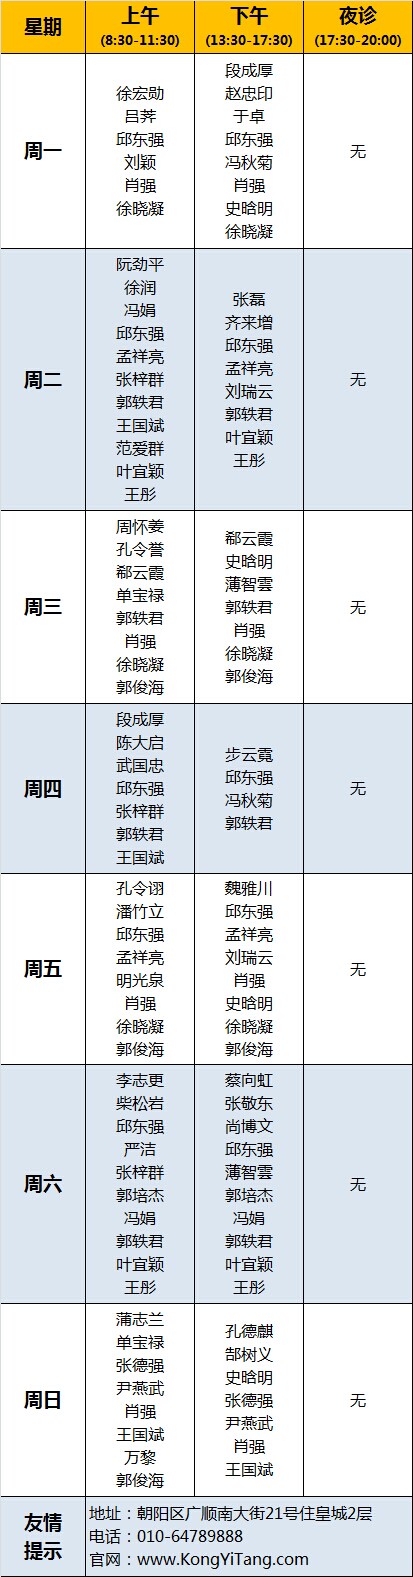 星期
上午
(8:30-11:30)
下午
(13:30-17:30)
夜诊
(17:30-20:00)
周一
徐宏勋
吕荠
邱东强
刘颖
肖强
徐晓凝
段成厚
赵忠印
于卓
邱东强
冯秋菊
肖强
史晗明
徐晓凝
无
周二
阮劲平
徐润
冯娟
邱东强
孟祥亮
张梓群
郭轶君
王国斌
范爱群
叶宜颖
王彤
张磊
齐来增
邱东强
孟祥亮
刘瑞云
郭轶君
叶宜颖
王彤
无
周三
周怀姜
孔令誉
郗云霞
单宝禄
郭轶君
肖强
徐晓凝
郭俊海
郗云霞
史晗明
薄智雲
郭轶君
肖强
徐晓凝
郭俊海
无
周四
段成厚
陈大启
武国忠
邱东强
张梓群
郭轶君
王国斌
步云霓
邱东强
冯秋菊
郭轶君
无
周五
孔令诩
潘竹立
邱东强
孟祥亮
明光泉
肖强
徐晓凝
郭俊海
魏雅川
邱东强
孟祥亮
刘瑞云
肖强
史晗明
徐晓凝
郭俊海
无
周六
李志更
柴松岩
邱东强
严洁
张梓群
郭培杰
冯娟
郭轶君
叶宜颖
王彤
蔡向虹
张敬东
尚博文
邱东强
薄智雲
郭培杰
冯娟
郭轶君
叶宜颖
王彤
无
周日
蒲志兰
单宝禄
张德强
尹燕武
肖强
王国斌
万黎
郭俊海
孔德麒
郜树义
史晗明
张德强
尹燕武
肖强
王国斌
无
友情
提示
地址：朝阳区广顺南大街21号住皇城2层
电话：010-64789888
官网：www.KongYiTang.com